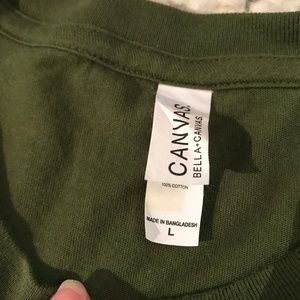 CANVAS.
BELLA+CANVAS.
100% COTTON
MADE IN BANGLADESH
L